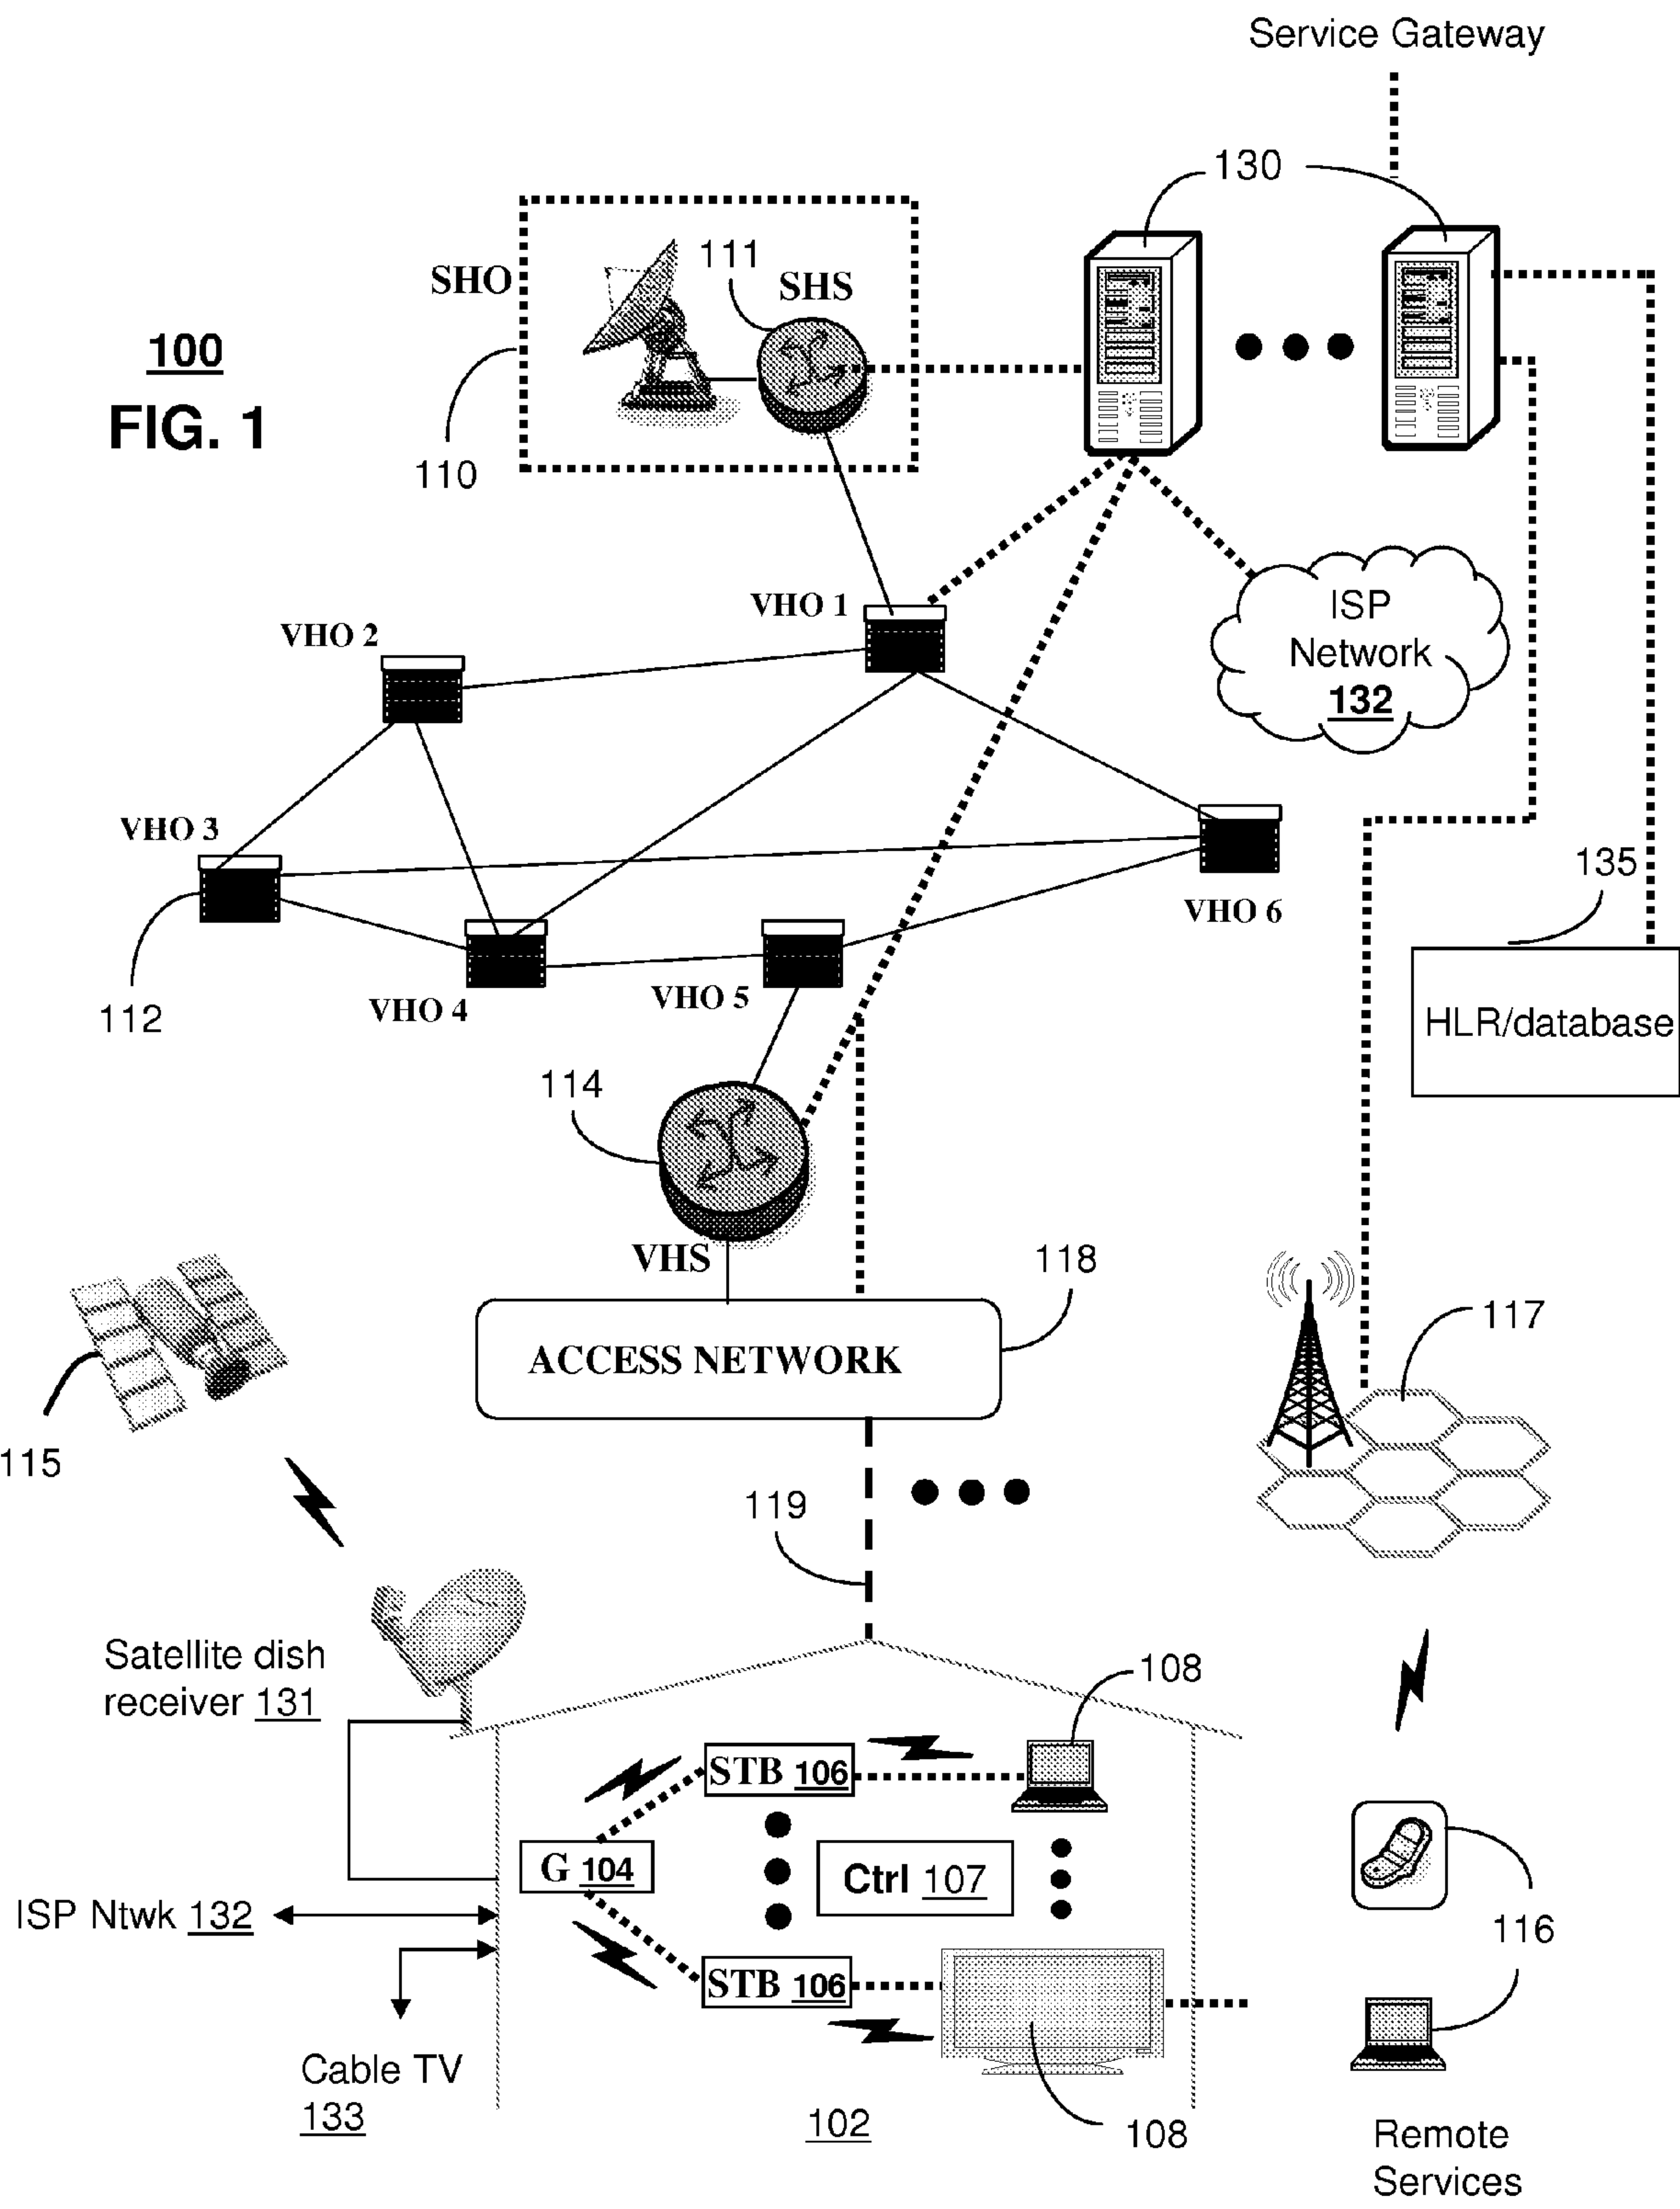 Service Gateway
130
111
SHO
SHS
100
FIG. 1
110
VHO 1
ISP
Network
132
VHO 2
VHO 3
135
VHO 6
112
VHO 4
VHO 5
HLR/database
114
VHS
118
117
ACCESS NETWORK
115
119
Satellite dish
receiver 131
108
STB 106
G 104
Ctrl 107
ISP Ntwk 132
116
STB 106
Cable TV
133
102
108
Remote
Services